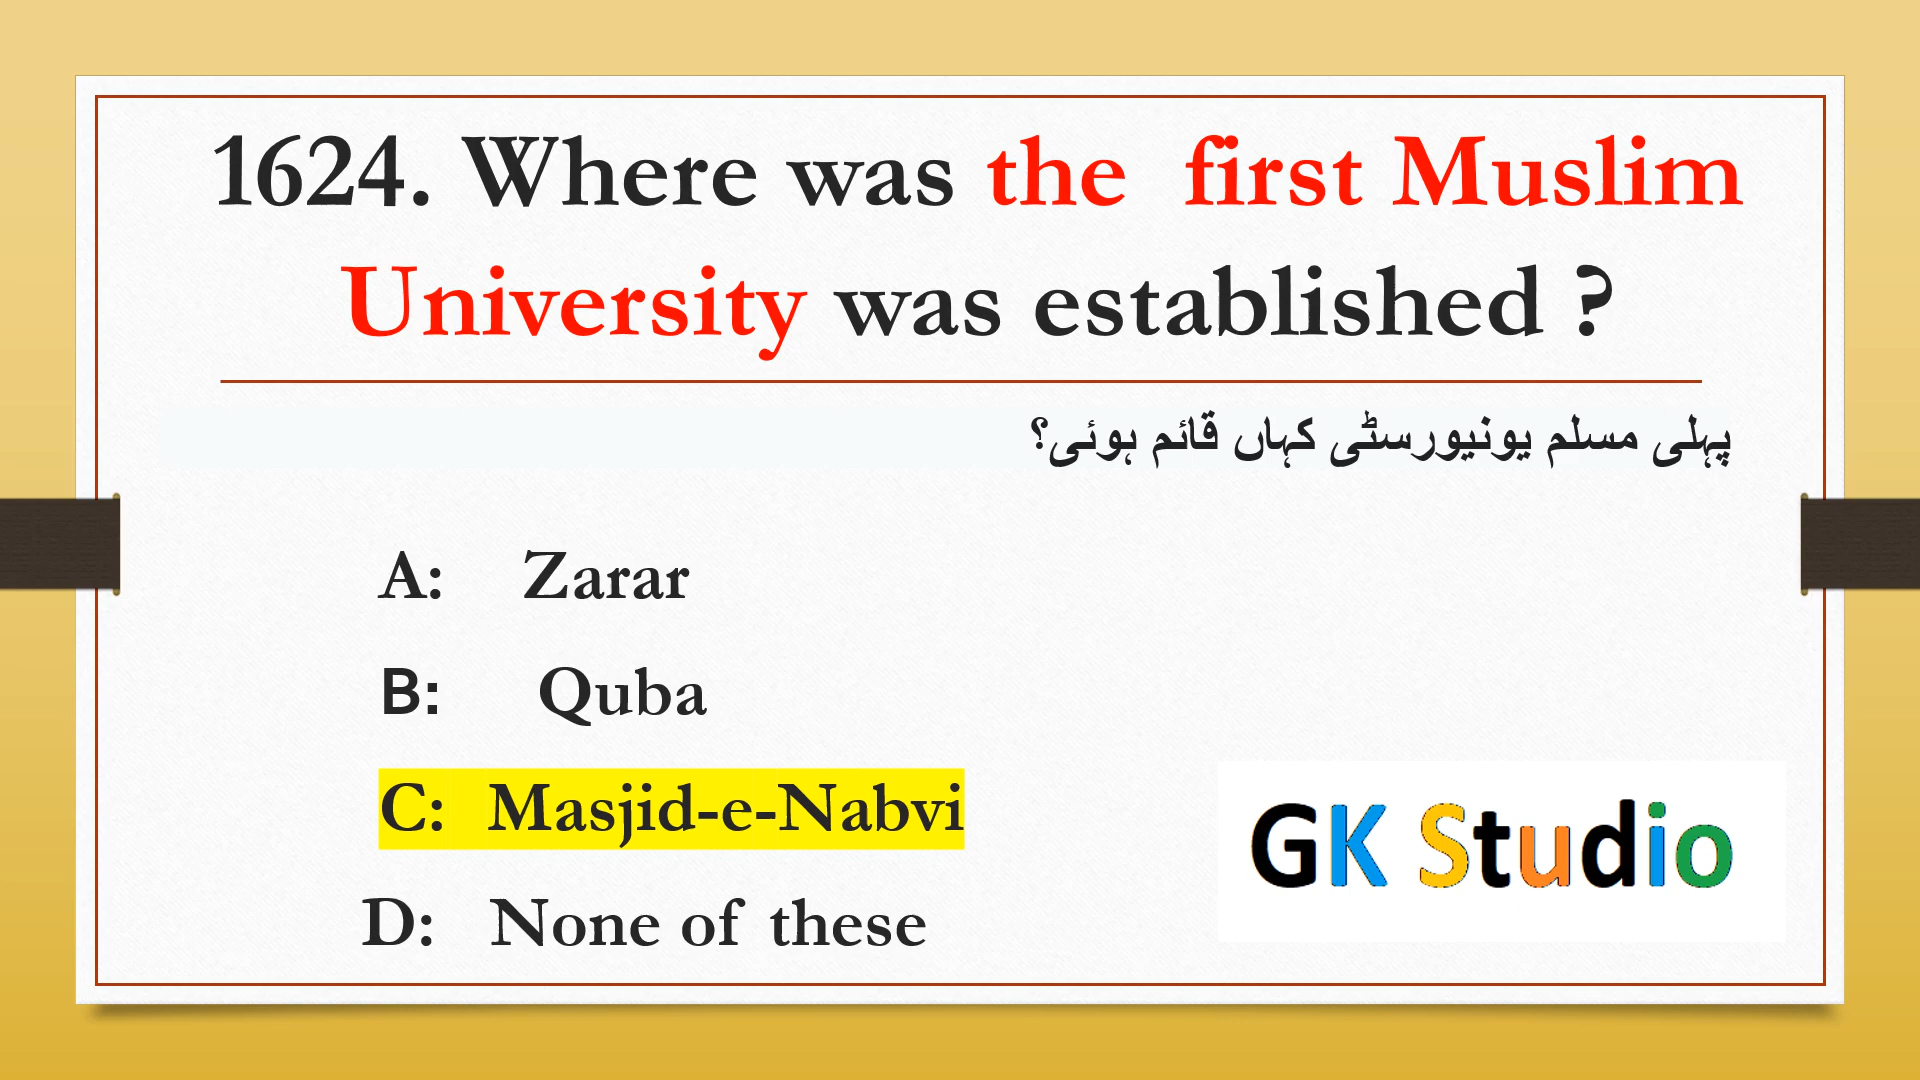 1624. Where was the first Muslim
University was established ?
پہلی مسلم یونیورسٹی کہاں قائم ہوئی؟
A: Zarar
B: Quba
C: Masjid-e-Nabvi
D: None of these
GK Studio